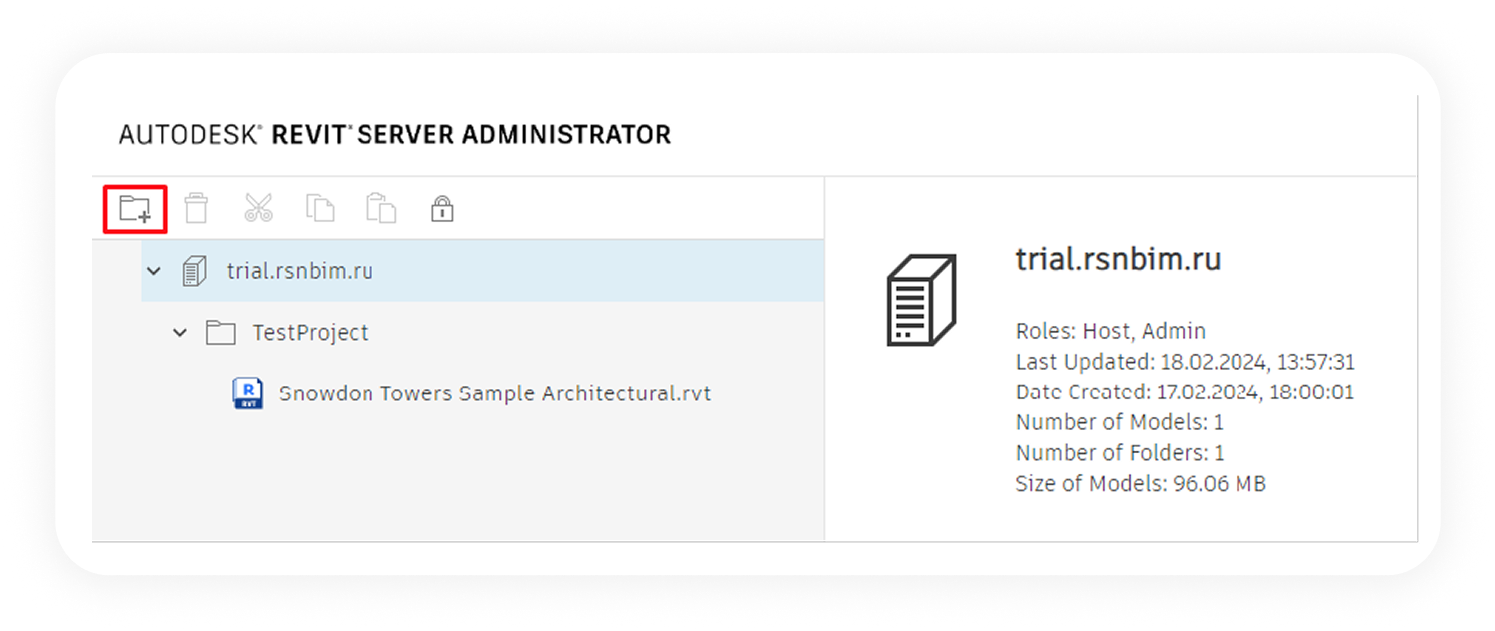 AUTODESK® REVIT® SERVER ADMINISTRATOR
trial.rsnbim.ru
TestProject
R
RVT
Snowdon Towers Sample Architectural.rvt
trial.rsnbim.ru
Roles: Host, Admin
Last Updated: 18.02.2024, 13:57:31
Date Created: 17.02.2024, 18:00:01
Number of Models: 1
Number of Folders: 1
Size of Models: 96.06 MB